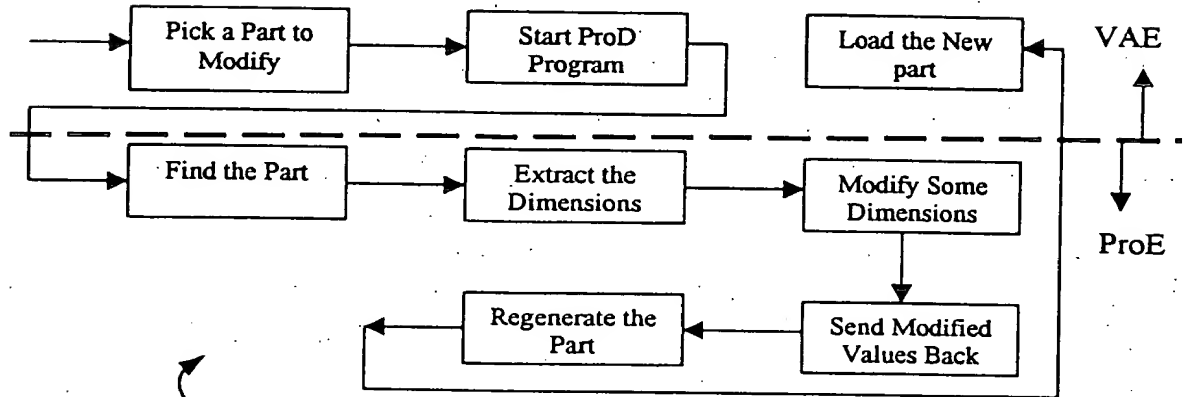 Pick a Part to
Modify
Start ProD
Program
Load the New
part
VAE
Find the Part
Extract the
Dimensions
Modify Some
Dimensions
ProE
Regenerate the
Part
Send Modified
Values Back